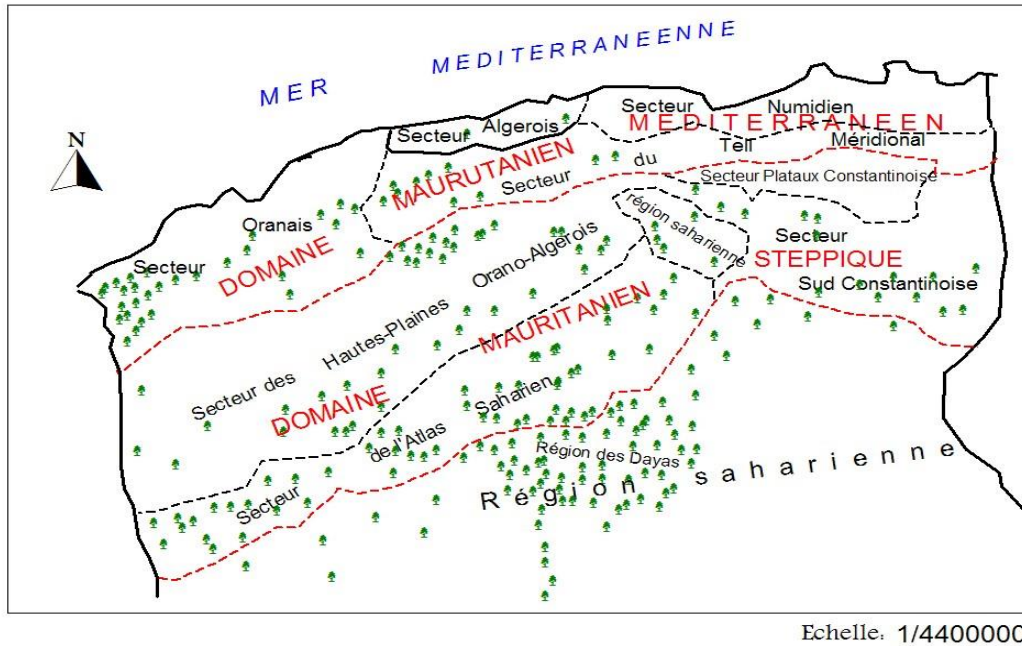 MER MEDITERRANEENNE
N
Secteur Algerois
Secteur Numidien
MEDITERRANEEN
DOMAINE MAURUTANIEN
Secteur du Tell Méridional
Secteur Plataux Constantinoise
Secteur Oranais
région saharienne
Secteur
STEPPIQUE
Sud Constantinoise
Secteur des Hautes-Plaines Orano-Algerois
DOMAINE MAURITANIEN
Secteur de l'Atlas Saharien
Région des Dayas
Région saharienne
Echelle: 1/4400000